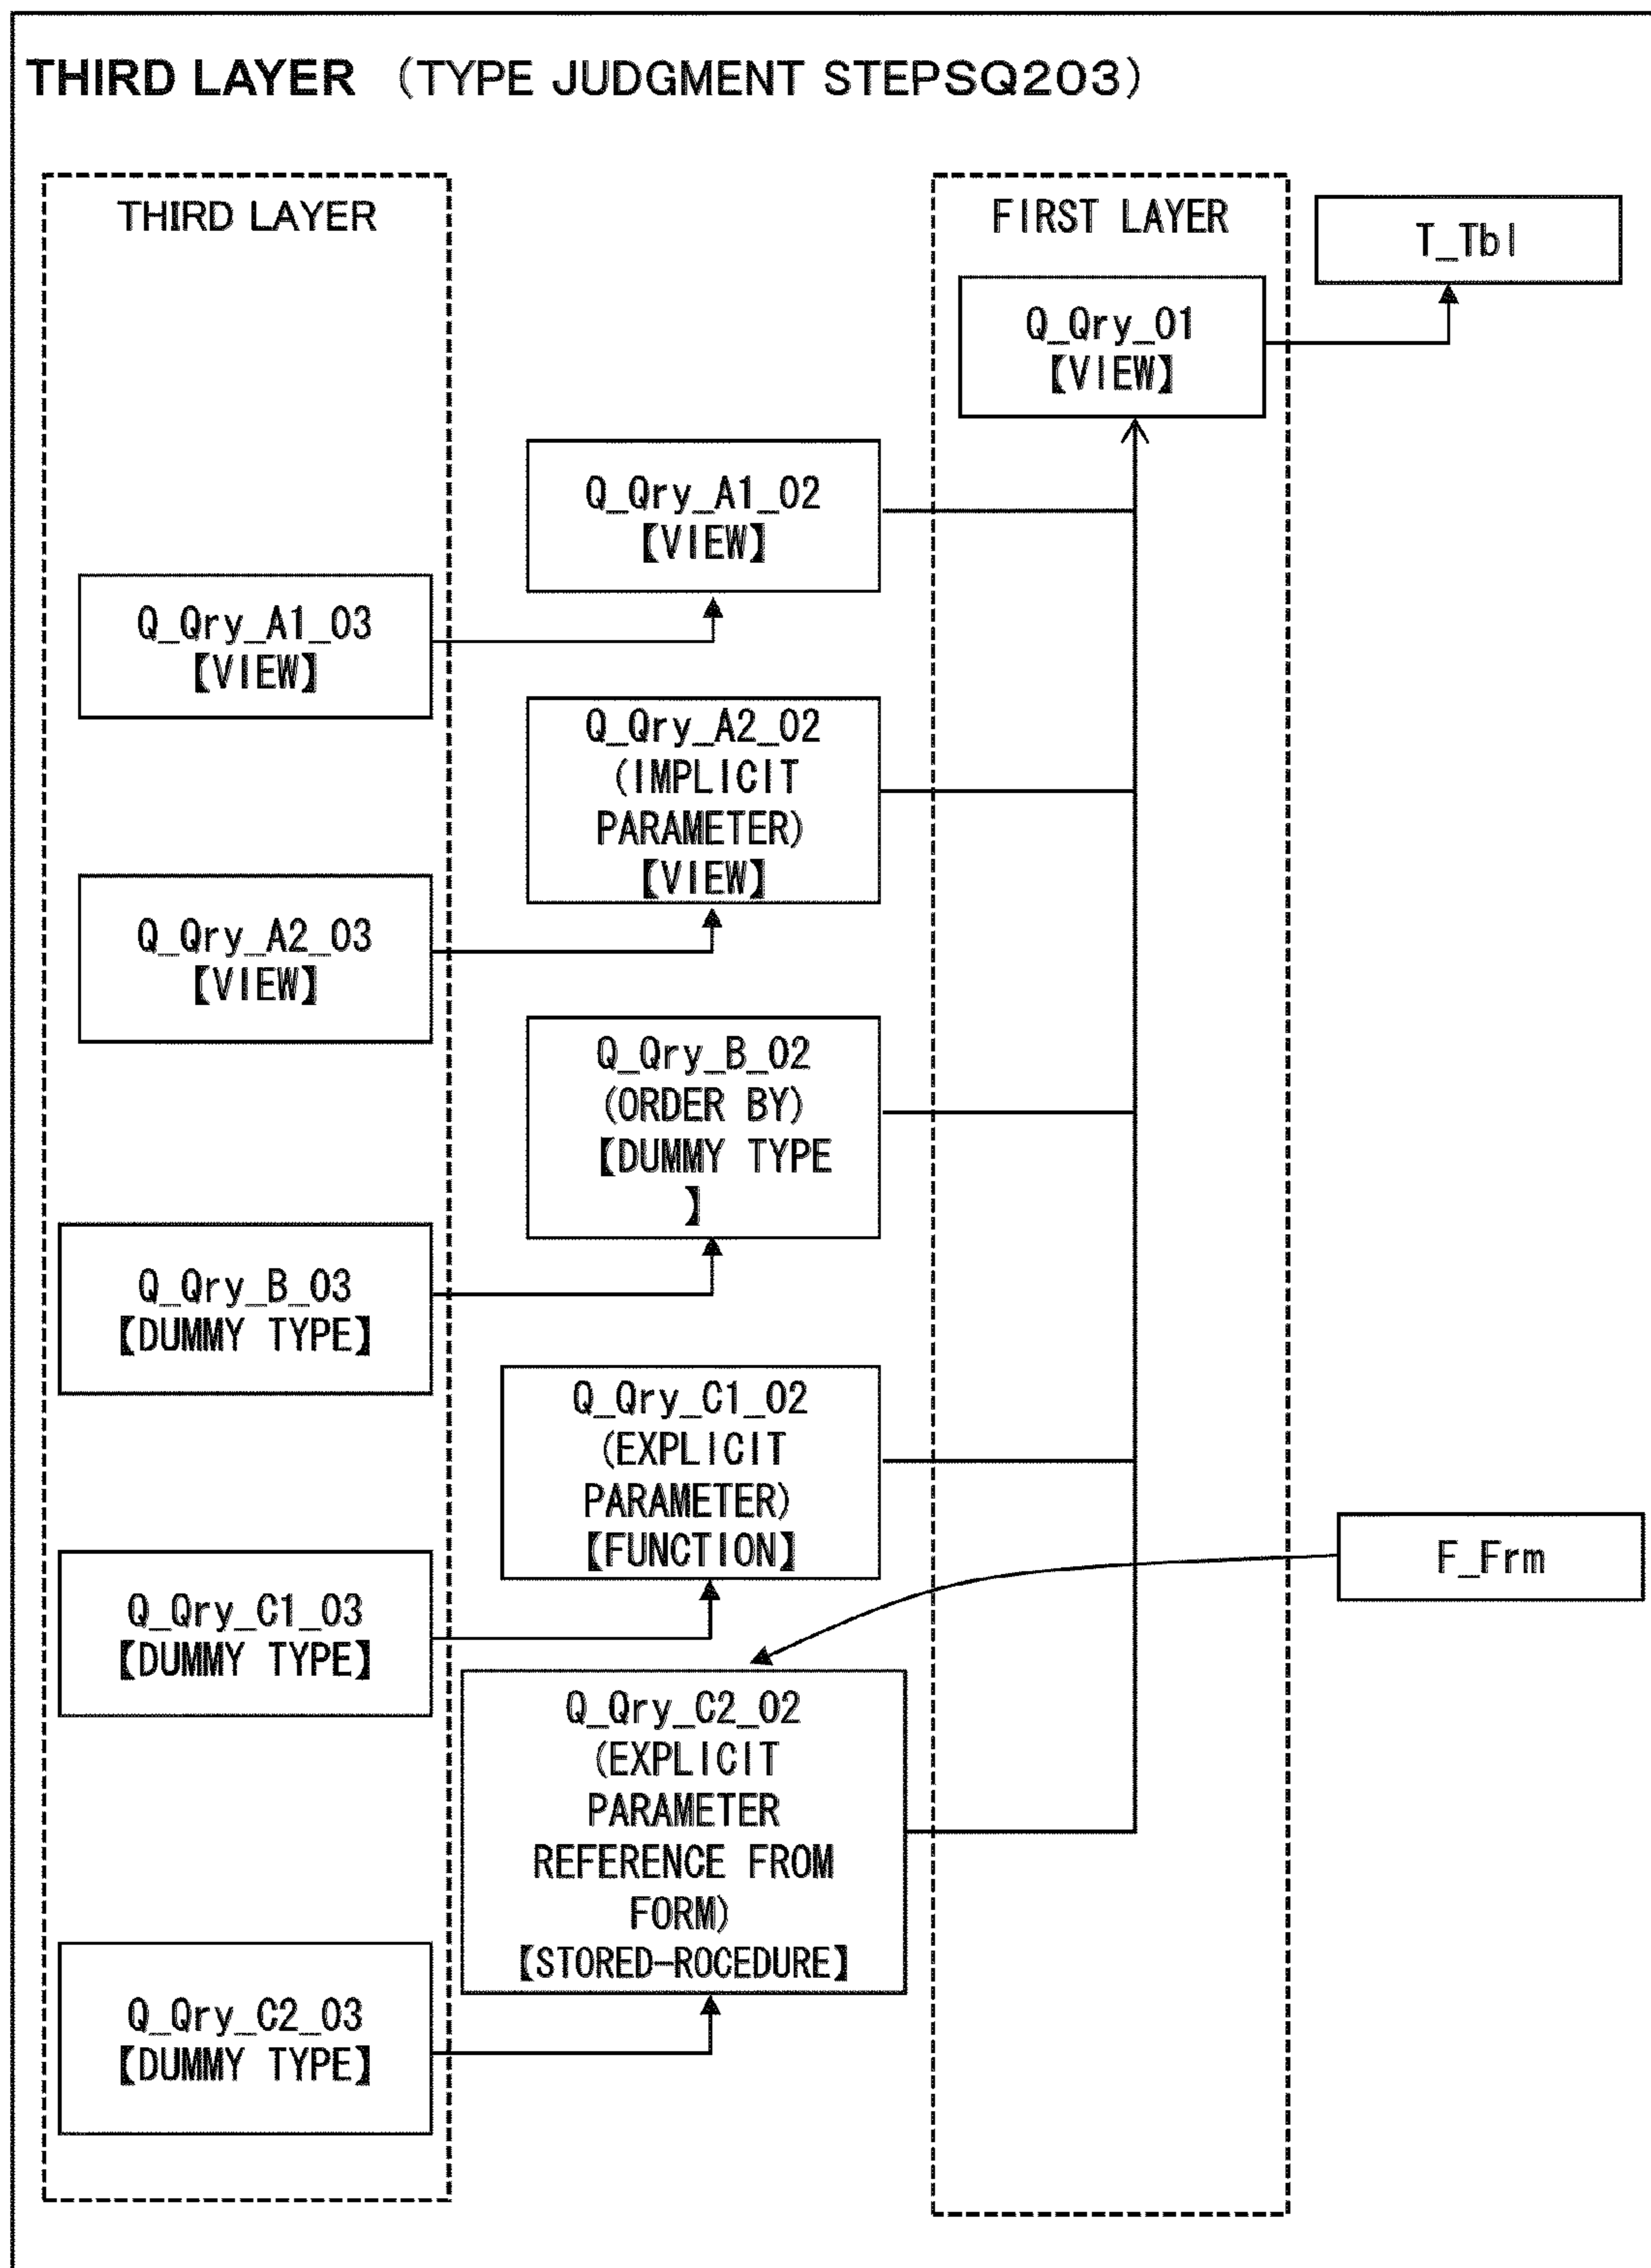 THIRD LAYER (TYPE JUDGMENT STEPSQ203)
THIRD LAYER
FIRST LAYER
T_Tbl
Q_Qry_01
【VIEW】
Q_Qry_A1_02
【VIEW】
Q_Qry_A1_03
【VIEW】
Q_Qry_A2_02
(IMPLICIT
PARAMETER)
【VIEW】
Q_Qry_A2_03
【VIEW】
Q_Qry_B_02
(ORDER BY)
【DUMMY TYPE
】
Q_Qry_B_03
【DUMMY TYPE】
Q_Qry_C1_02
(EXPLICIT
PARAMETER)
【FUNCTION】
F_Frm
Q_Qry_C1_03
【DUMMY TYPE】
Q_Qry_C2_02
(EXPLICIT
PARAMETER
REFERENCE FROM
FORM)
【STORED-ROCEDURE】
Q_Qry_C2_03
【DUMMY TYPE】